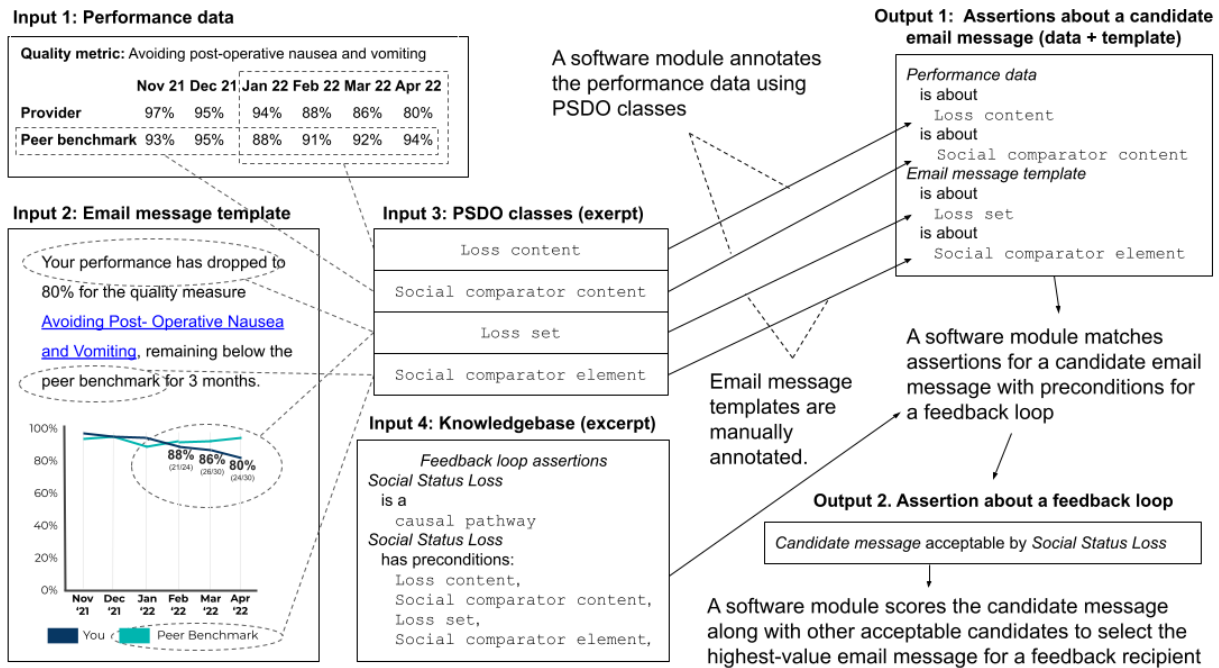 Input 1: Performance data
Quality metric: Avoiding post-operative nausea and vomiting
Nov 21 Dec 21 Jan 22 Feb 22 Mar 22 Apr 22
Provider 97% 95% 94% 88% 86% 80%
Peer benchmark 93% 95% 88% 91% 92% 94%
Input 2: Email message template
Your performance has dropped to
80% for the quality measure
Avoiding Post- Operative Nausea
and Vomiting, remaining below the
peer benchmark for 3 months.
100%
80%
60%
40%
20%
0%
88% 86% 80%
(21/24) (26/30) (24/30)
Nov Dec Jan Feb Mar Apr
'21 '21 '22 '22 '22 '22
You Peer Benchmark
Input 3: PSDO classes (exerpt)
Loss content
Social comparator content
Loss set
Social comparator element
Input 4: Knowledgebase (excerpt)
Feedback loop assertions
Social Status Loss
is a
causal pathway
Social Status Loss
has preconditions:
Loss content,
Social comparator content,
Loss set,
Social comparator element,
A software module annotates
the performance data using
PSDO classes
Email message
templates are
manually
annotated.
Output 1: Assertions about a candidate
email message (data + template)
Performance data
is about
Loss content
is about
Social comparator content
Email message template
is about
Loss set
is about
Social comparator element
A software module matches
assertions for a candidate email
message with preconditions for
a feedback loop
Output 2. Assertion about a feedback loop
Candidate message acceptable by Social Status Loss
A software module scores the candidate message
along with other acceptable candidates to select the
highest-value email message for a feedback recipient